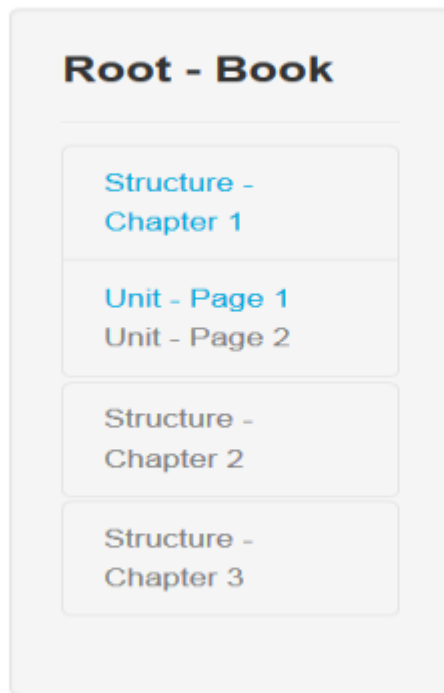 Root - Book
Structure -
Chapter 1
Unit - Page 1
Unit - Page 2
Structure -
Chapter 2
Structure -
Chapter 3